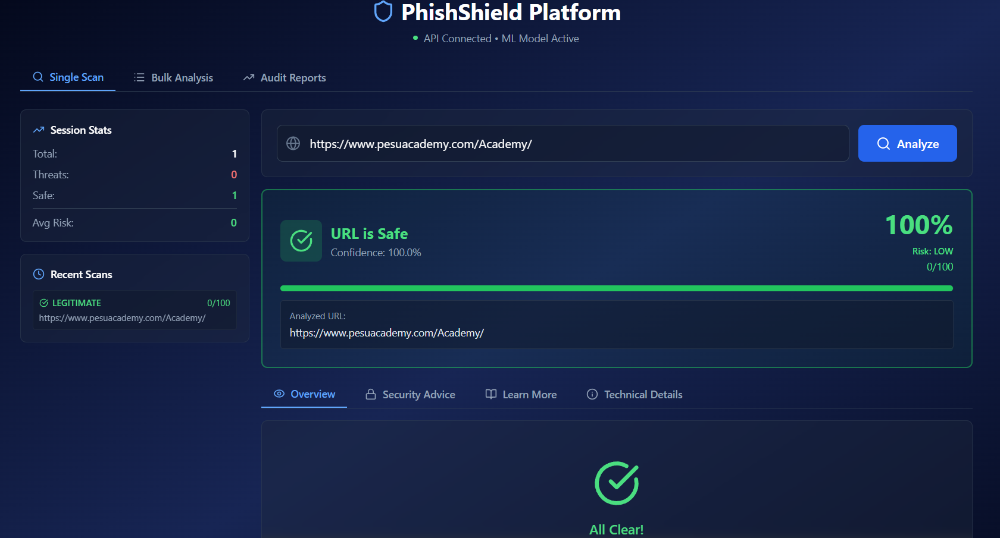 PhishShield Platform
API Connected • ML Model Active
Single Scan
Bulk Analysis
Audit Reports
Session Stats
Total: 1
Threats: 0
Safe: 1
Avg Risk: 0
Recent Scans
LEGITIMATE 0/100
https://www.pesuacademy.com/Academy/
https://www.pesuacademy.com/Academy/
Analyze
URL is Safe
Confidence: 100.0%
100%
Risk: LOW
0/100
Analyzed URL:
https://www.pesuacademy.com/Academy/
Overview
Security Advice
Learn More
Technical Details
All Clear!